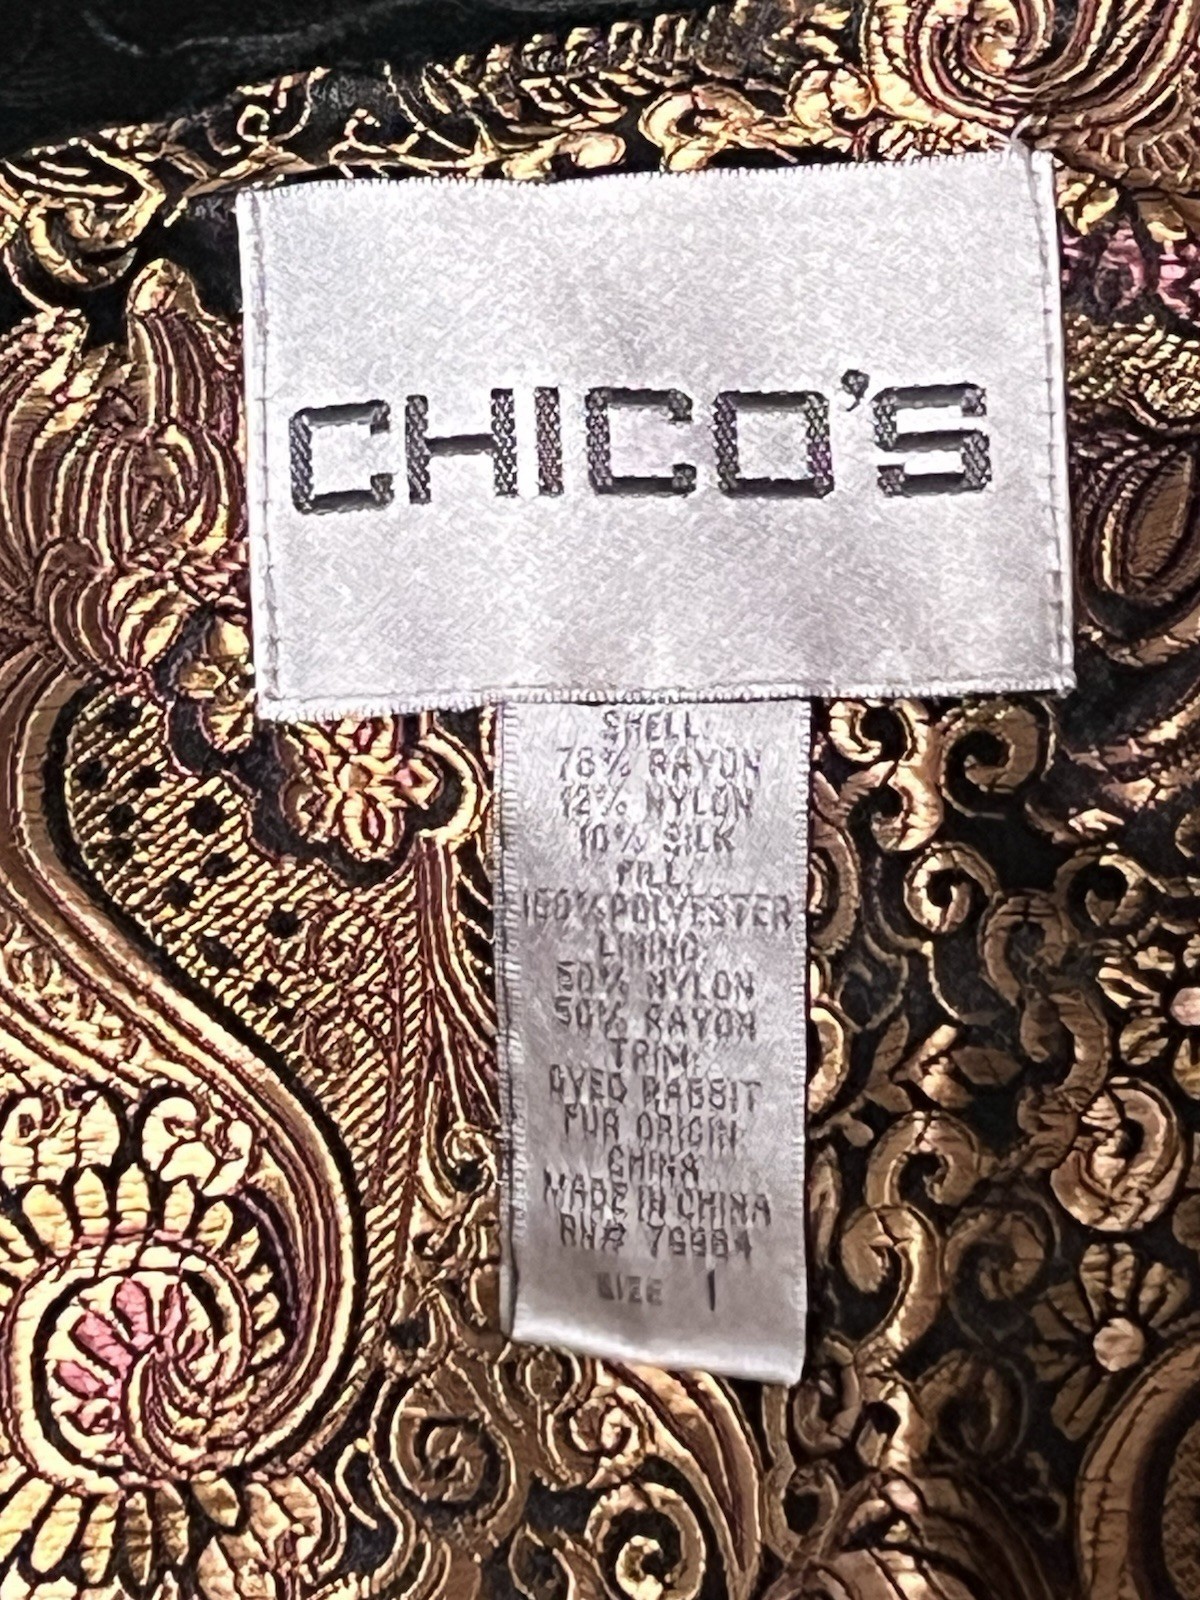 CHICO'S
SHELL:
78% RAYON
12% NYLON
10% SILK
FILL:
100% POLYESTER
LINING:
50% NYLON
50% RAYON
TRIM:
DYED RABBIT
FUR ORIGIN:
CHINA
MADE IN CHINA
RN# 79984
SIZE 1